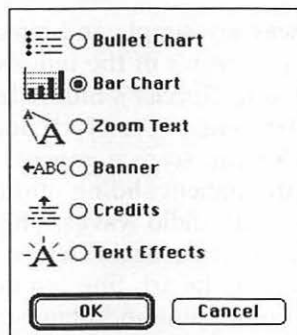 Bullet Chart
Bar Chart
A Zoom Text
←ABC Banner
Credits
A Text Effects
OK Cancel